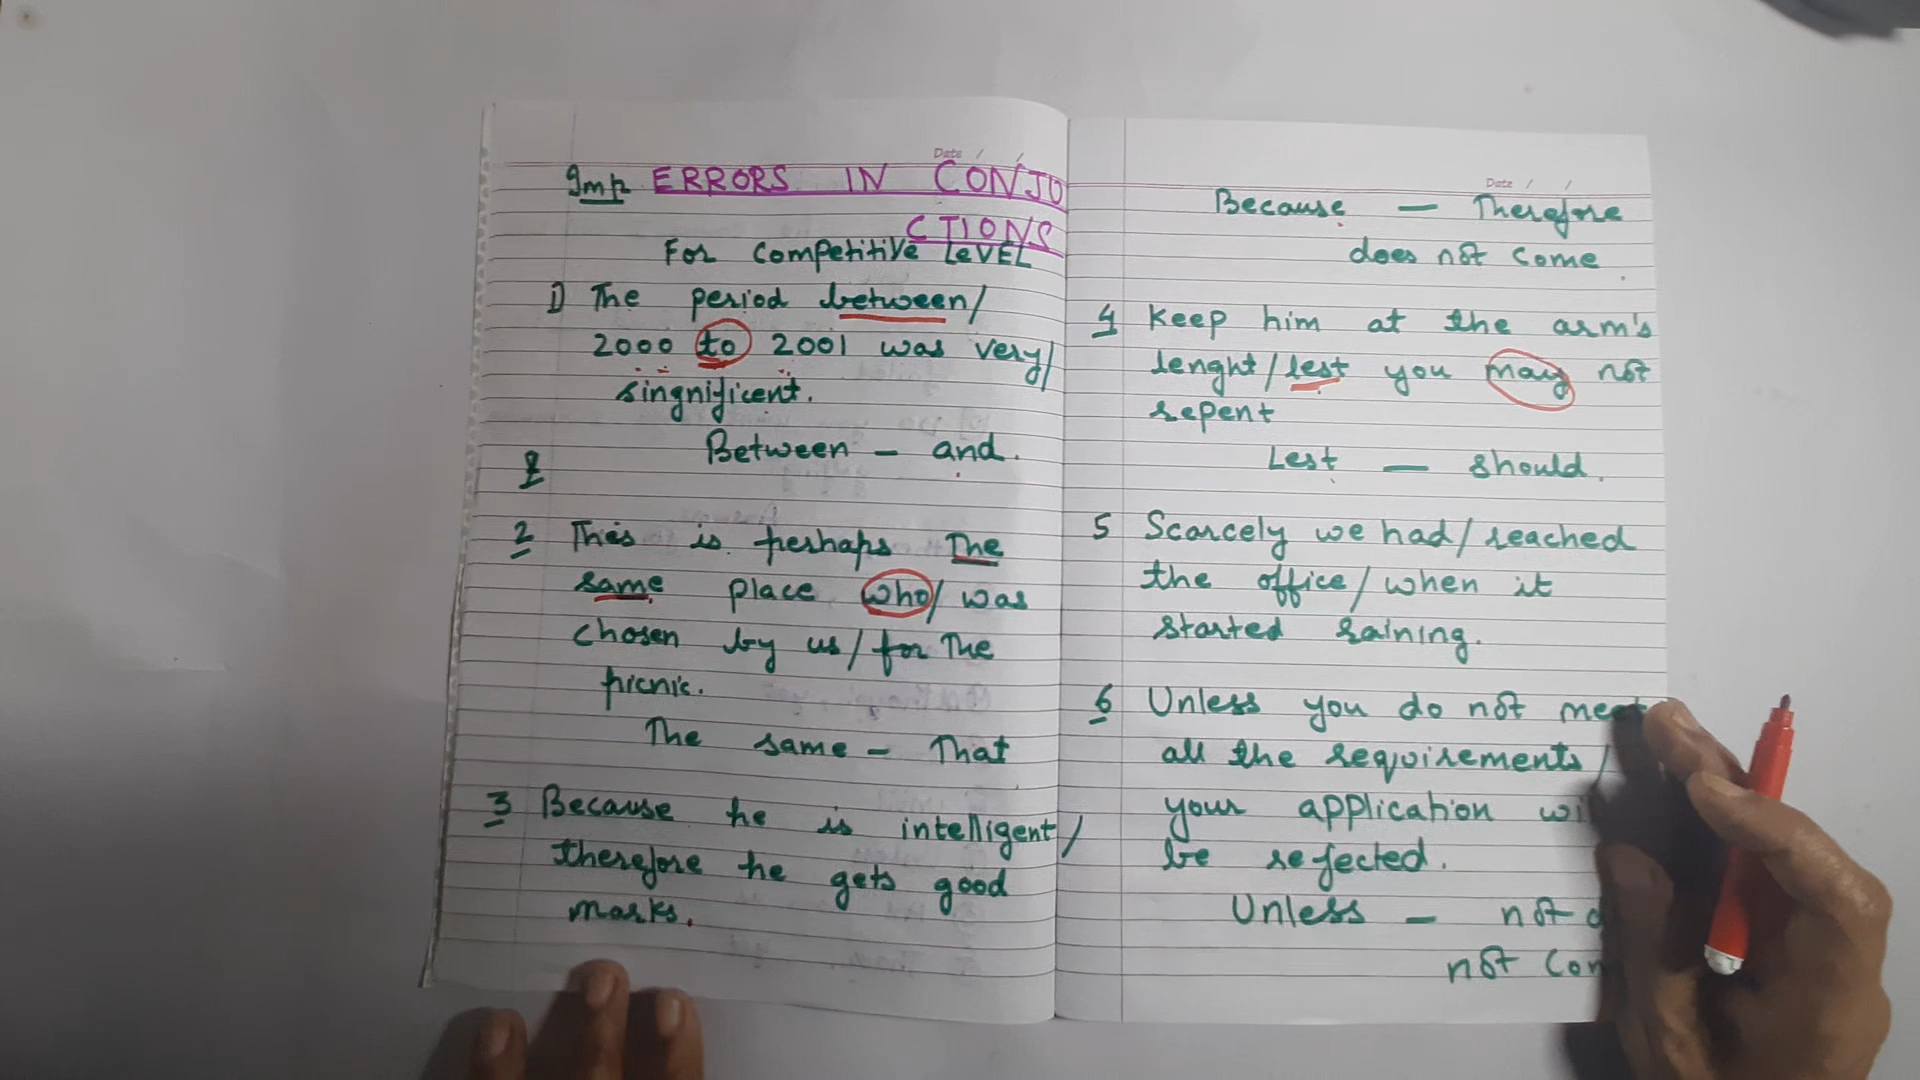 Date / /
Imp ERRORS IN CONJU
CTIONS
For Competitive LeVEL
1) The period between/
2000 to 2001 was very/
singnificent.
Between - and.
2
2 This is perhaps The
same place who/ was
chosen by us/ for The
picnic.
The same - That
3 Because he is intelligent/
therefore he gets good
marks.
Date / /
Because - Therefore
does not come
4 Keep him at the arm's
lenght/lest you may not
repent
Lest - should.
5 Scarcely we had/reached
the office/when it
started raining.
6 Unless you do not meet
all the requirements/
your application
be rejected.
Unless - not
not